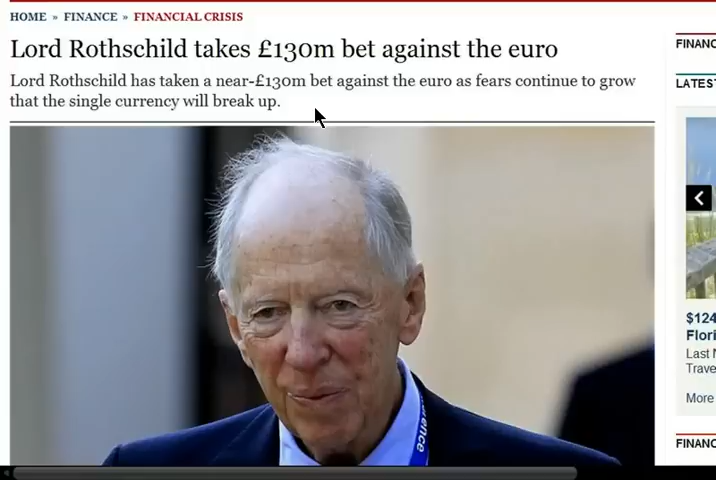 HOME » FINANCE » FINANCIAL CRISIS
Lord Rothschild takes £130m bet against the euro
Lord Rothschild has taken a near-£130m bet against the euro as fears continue to grow
that the single currency will break up.
FINANC
LATEST
$124
Flori
Last M
Trave
More
FINANC